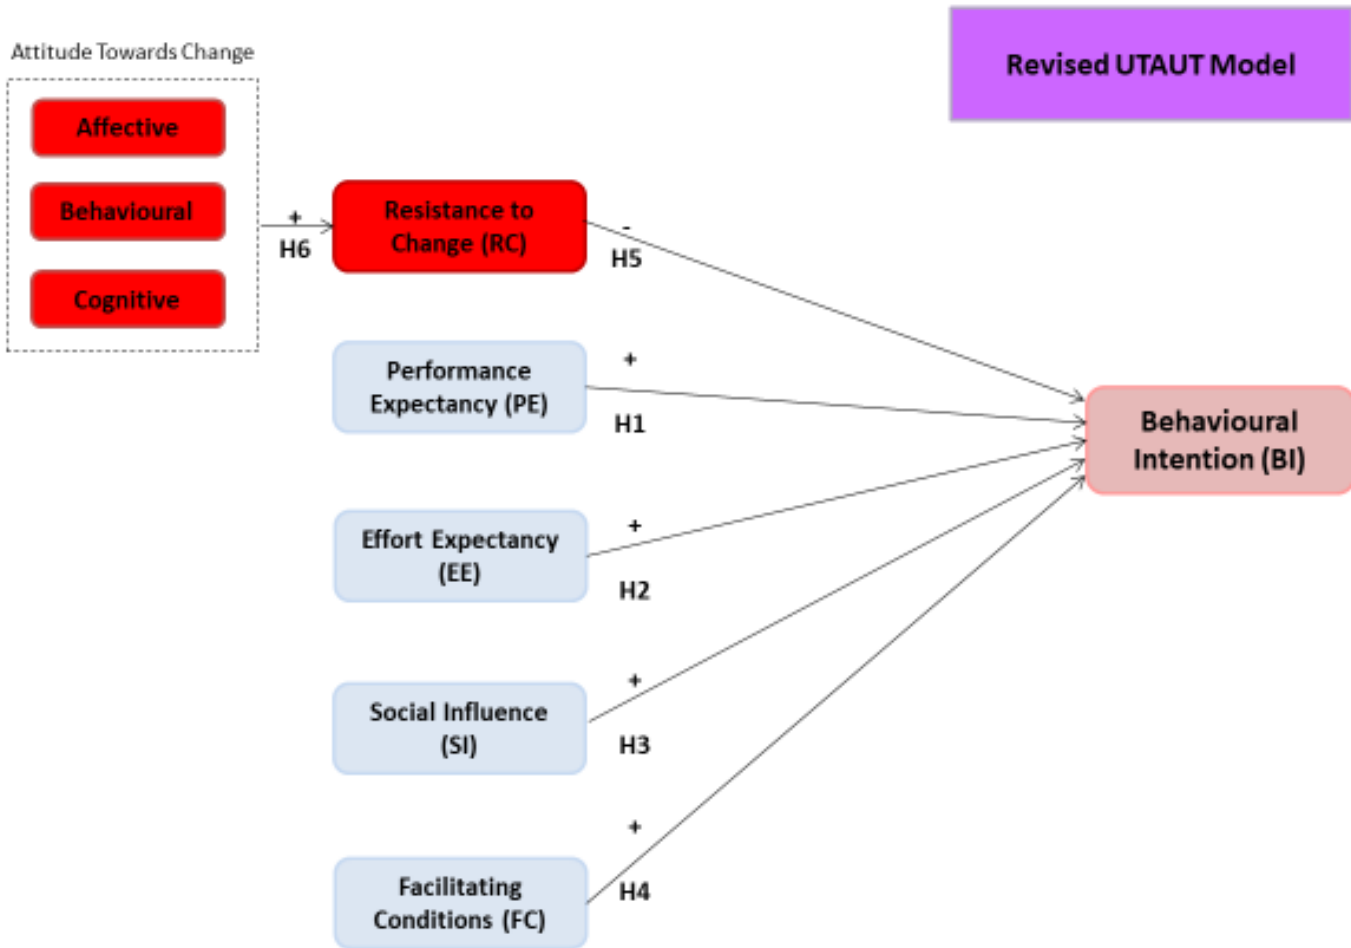 Attitude Towards Change
Revised UTAUT Model
Affective
Behavioural
Cognitive
+
H6
Resistance to
Change (RC)
-
H5
Performance
Expectancy (PE)
+
H1
Behavioural
Intention (BI)
Effort Expectancy
(EE)
+
H2
Social Influence
(SI)
+
H3
Facilitating
Conditions (FC)
+
H4